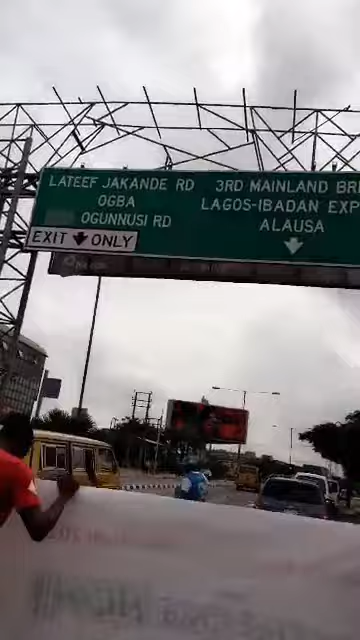 LATEEF JAKANDE RD
OGBA
OGUNNUSI RD
EXIT ONLY
3RD MAINLAND BRI
LAGOS-IBADAN EXP
ALAUSA